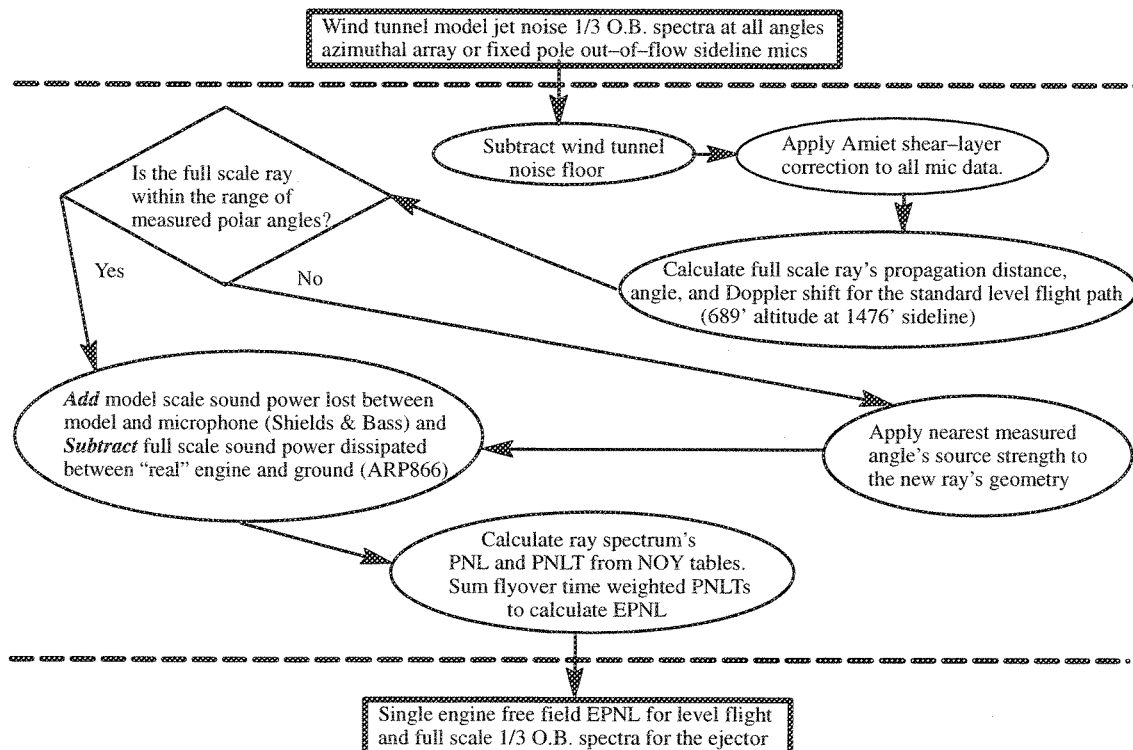 Wind tunnel model jet noise 1/3 O.B. spectra at all angles
azimuthal array or fixed pole out–of–flow sideline mics
Subtract wind tunnel
noise floor
Apply Amiet shear–layer
correction to all mic data.
Calculate full scale ray's propagation distance,
angle, and Doppler shift for the standard level flight path
(689' altitude at 1476' sideline)
Is the full scale ray
within the range of
measured polar angles?
Yes
No
Add model scale sound power lost between
model and microphone (Shields & Bass) and
Subtract full scale sound power dissipated
between “real” engine and ground (ARP866)
Apply nearest measured
angle's source strength to
the new ray's geometry
Calculate ray spectrum's
PNL and PNLT from NOY tables.
Sum flyover time weighted PNLTs
to calculate EPNL
Single engine free field EPNL for level flight
and full scale 1/3 O.B. spectra for the ejector